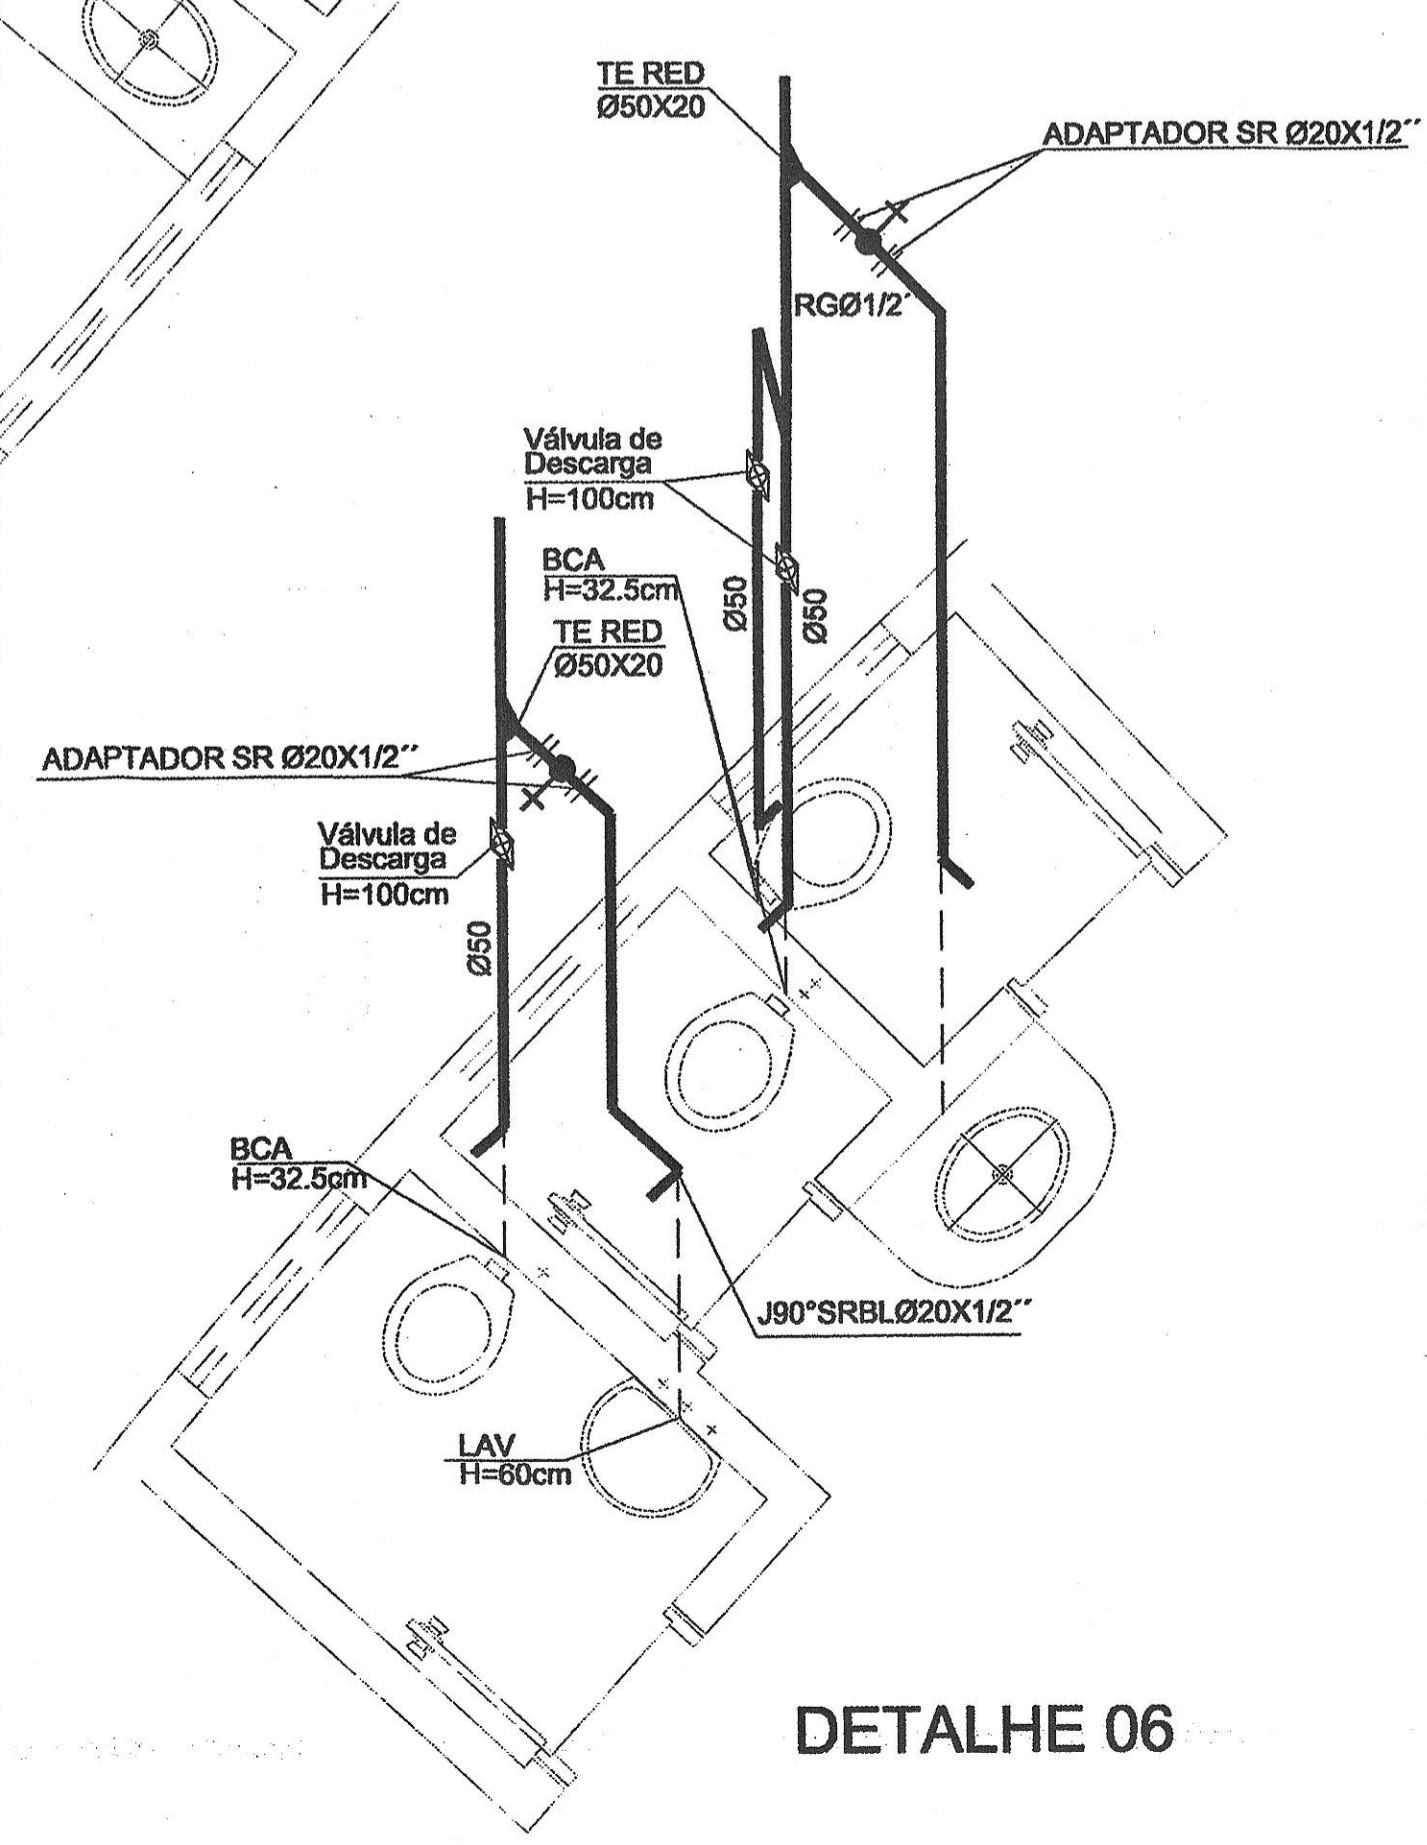 TE RED
Ø50X20
ADAPTADOR SR Ø20X1/2´´
RGØ1/2´
Válvula de
Descarga
H=100cm
BCA
H=32.5cm
Ø50
Ø50
TE RED
Ø50X20
ADAPTADOR SR Ø20X1/2´´
Válvula de
Descarga
H=100cm
Ø50
BCA
H=32.5cm
J90°SRBLØ20X1/2´´
LAV
H=60cm
DETALHE 06